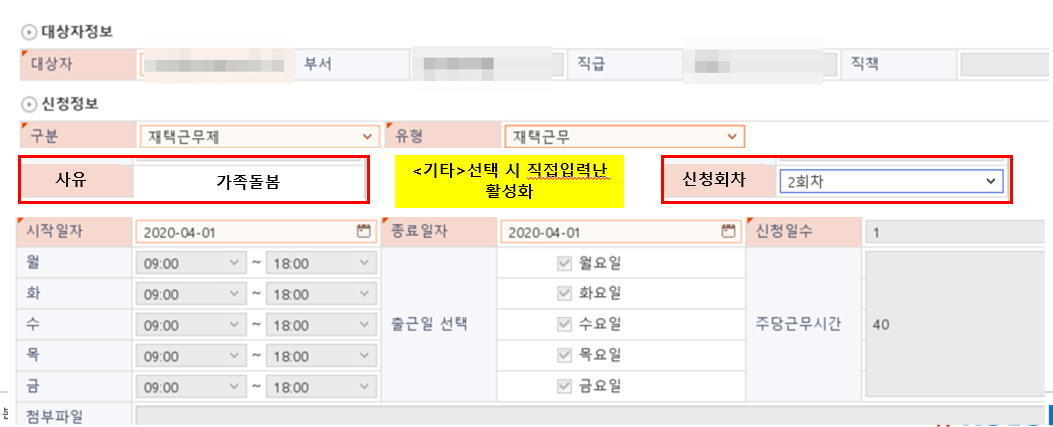 대상자정보
대상자 부서 직급 직책
신청정보
구분 재택근무제 유형 재택근무
사유 가족돌봄 <기타>선택 시 직접입력난 신청회차 2회차
활성화
시작일자 2020-04-01 종료일자 2020-04-01 신청일수 1
월 09:00 ~ 18:00 월요일
화 09:00 ~ 18:00 화요일
수 09:00 ~ 18:00 출근일 선택 수요일 주당근무시간 40
목 09:00 ~ 18:00 목요일
금 09:00 ~ 18:00 금요일
첨부파일